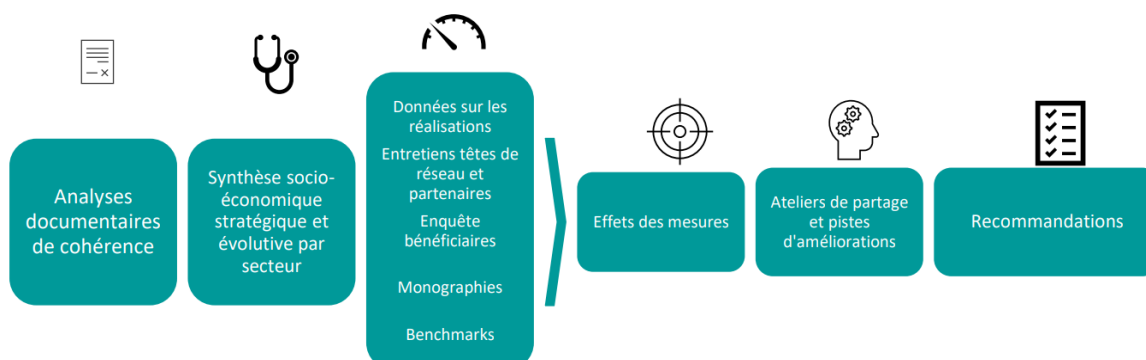 Analyses
documentaires
de cohérence
Synthèse socio-
économique
stratégique et
évolutive par
secteur
Données sur les
réalisations
Entretiens têtes de
réseau et
partenaires
Enquête
bénéficiaires
Monographies
Benchmarks
Effets des mesures
Ateliers de partage
et pistes
d'améliorations
Recommandations